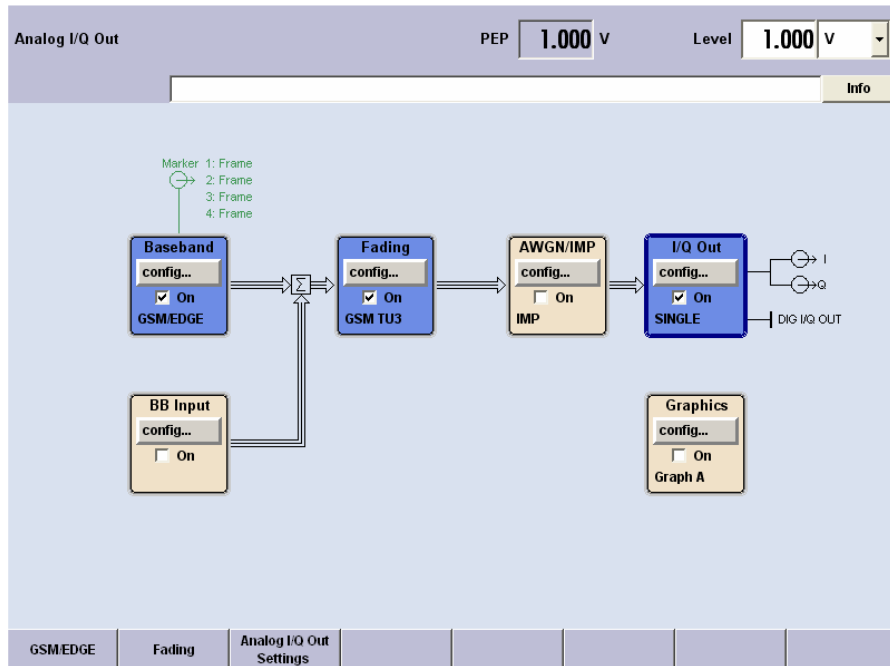 Analog I/Q Out
PEP 1.000 V
Level 1.000 V
Info
Marker 1: Frame
2: Frame
3: Frame
4: Frame
Baseband
config...
On
GSM/EDGE
Σ
Fading
config...
On
GSM TU3
AWGN/IMP
config...
On
IMP
I/Q Out
config...
On
SINGLE
I
Q
DIG I/Q OUT
BB Input
config...
On
Graphics
config...
On
Graph A
GSM/EDGE
Fading
Analog I/Q Out
Settings